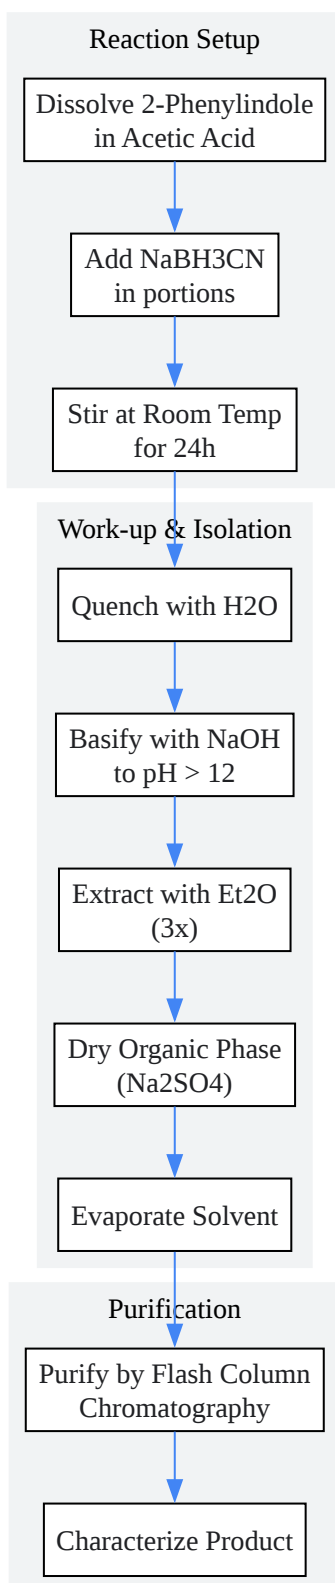 Reaction Setup
Dissolve 2-Phenylindole
in Acetic Acid
Add NaBH3CN
in portions
Stir at Room Temp
for 24h
Work-up & Isolation
Quench with H2O
Basify with NaOH
to pH > 12
Extract with Et2O
(3x)
Dry Organic Phase
(Na2SO4)
Evaporate Solvent
Purification
Purify by Flash Column
Chromatography
Characterize Product